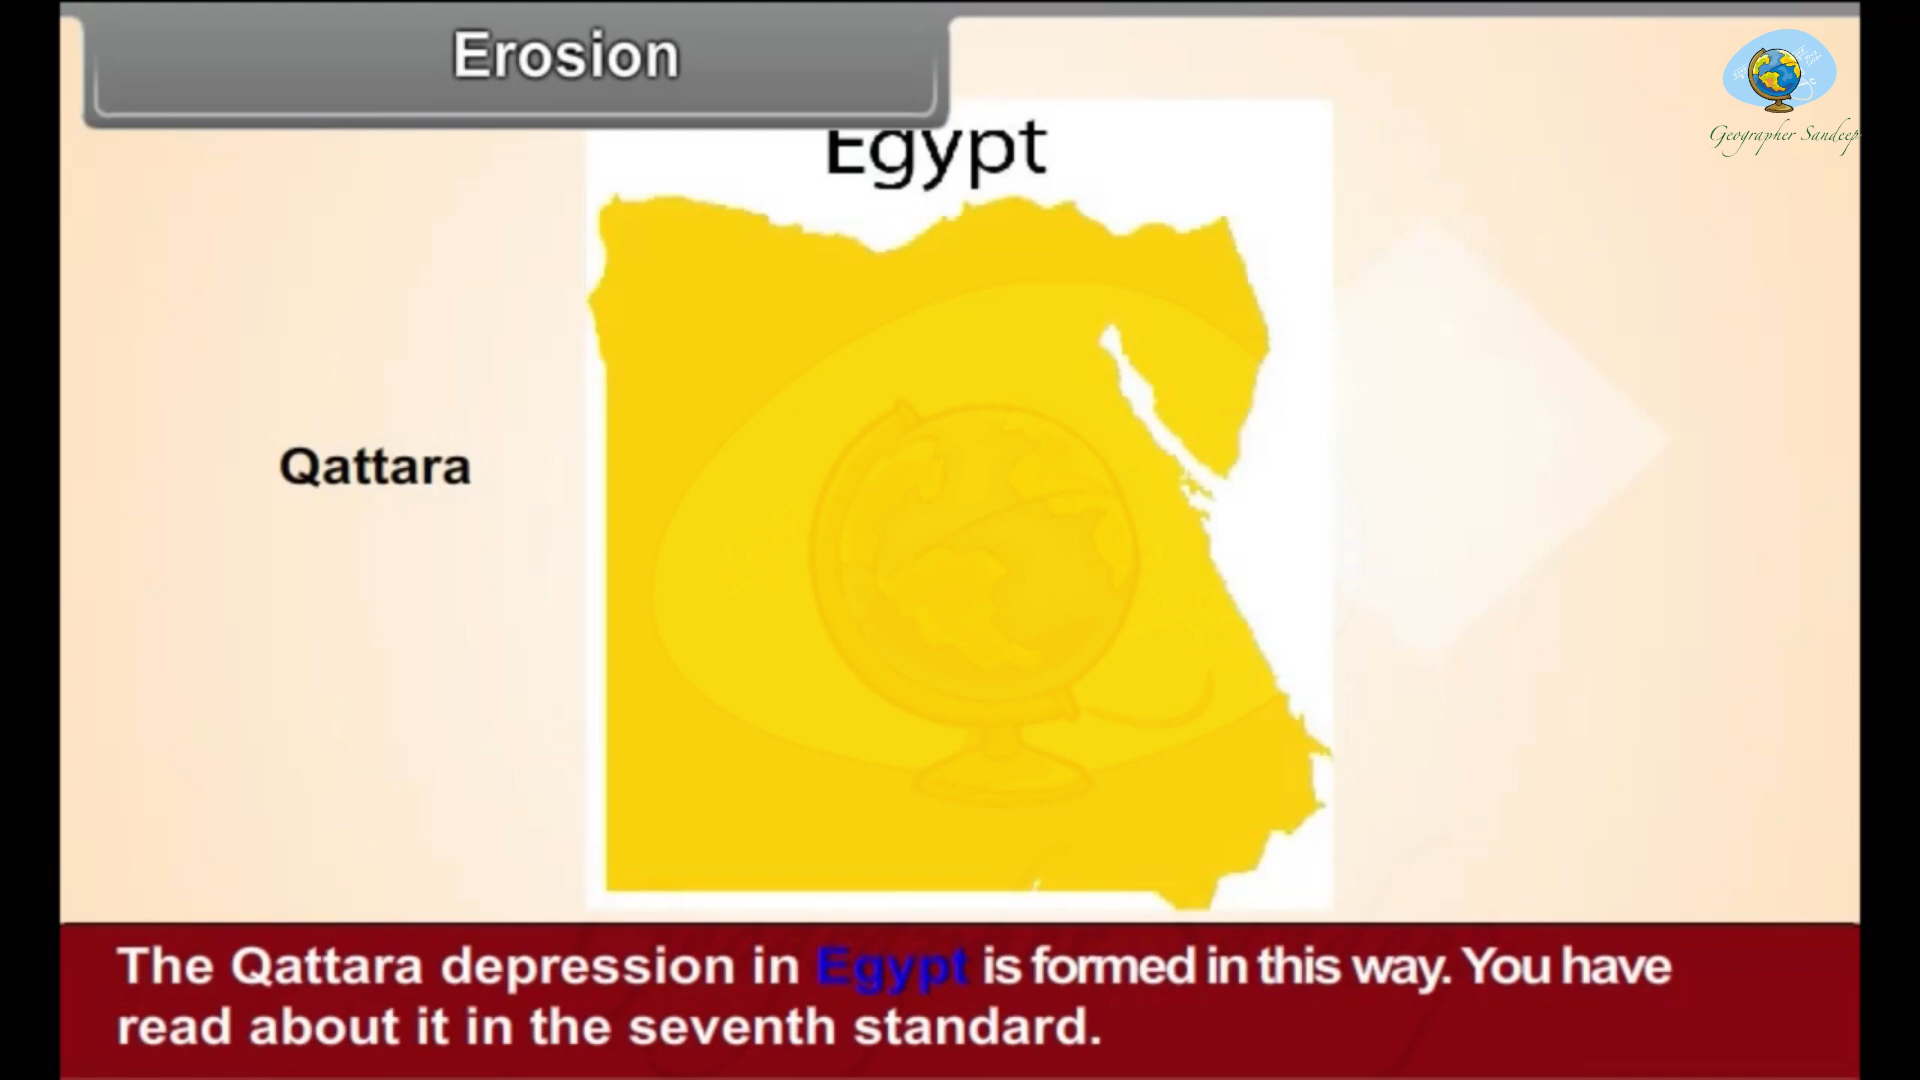 Erosion
Geographer Sandeep
Egypt
Qattara
The Qattara depression in Egypt is formed in this way. You have
read about it in the seventh standard.